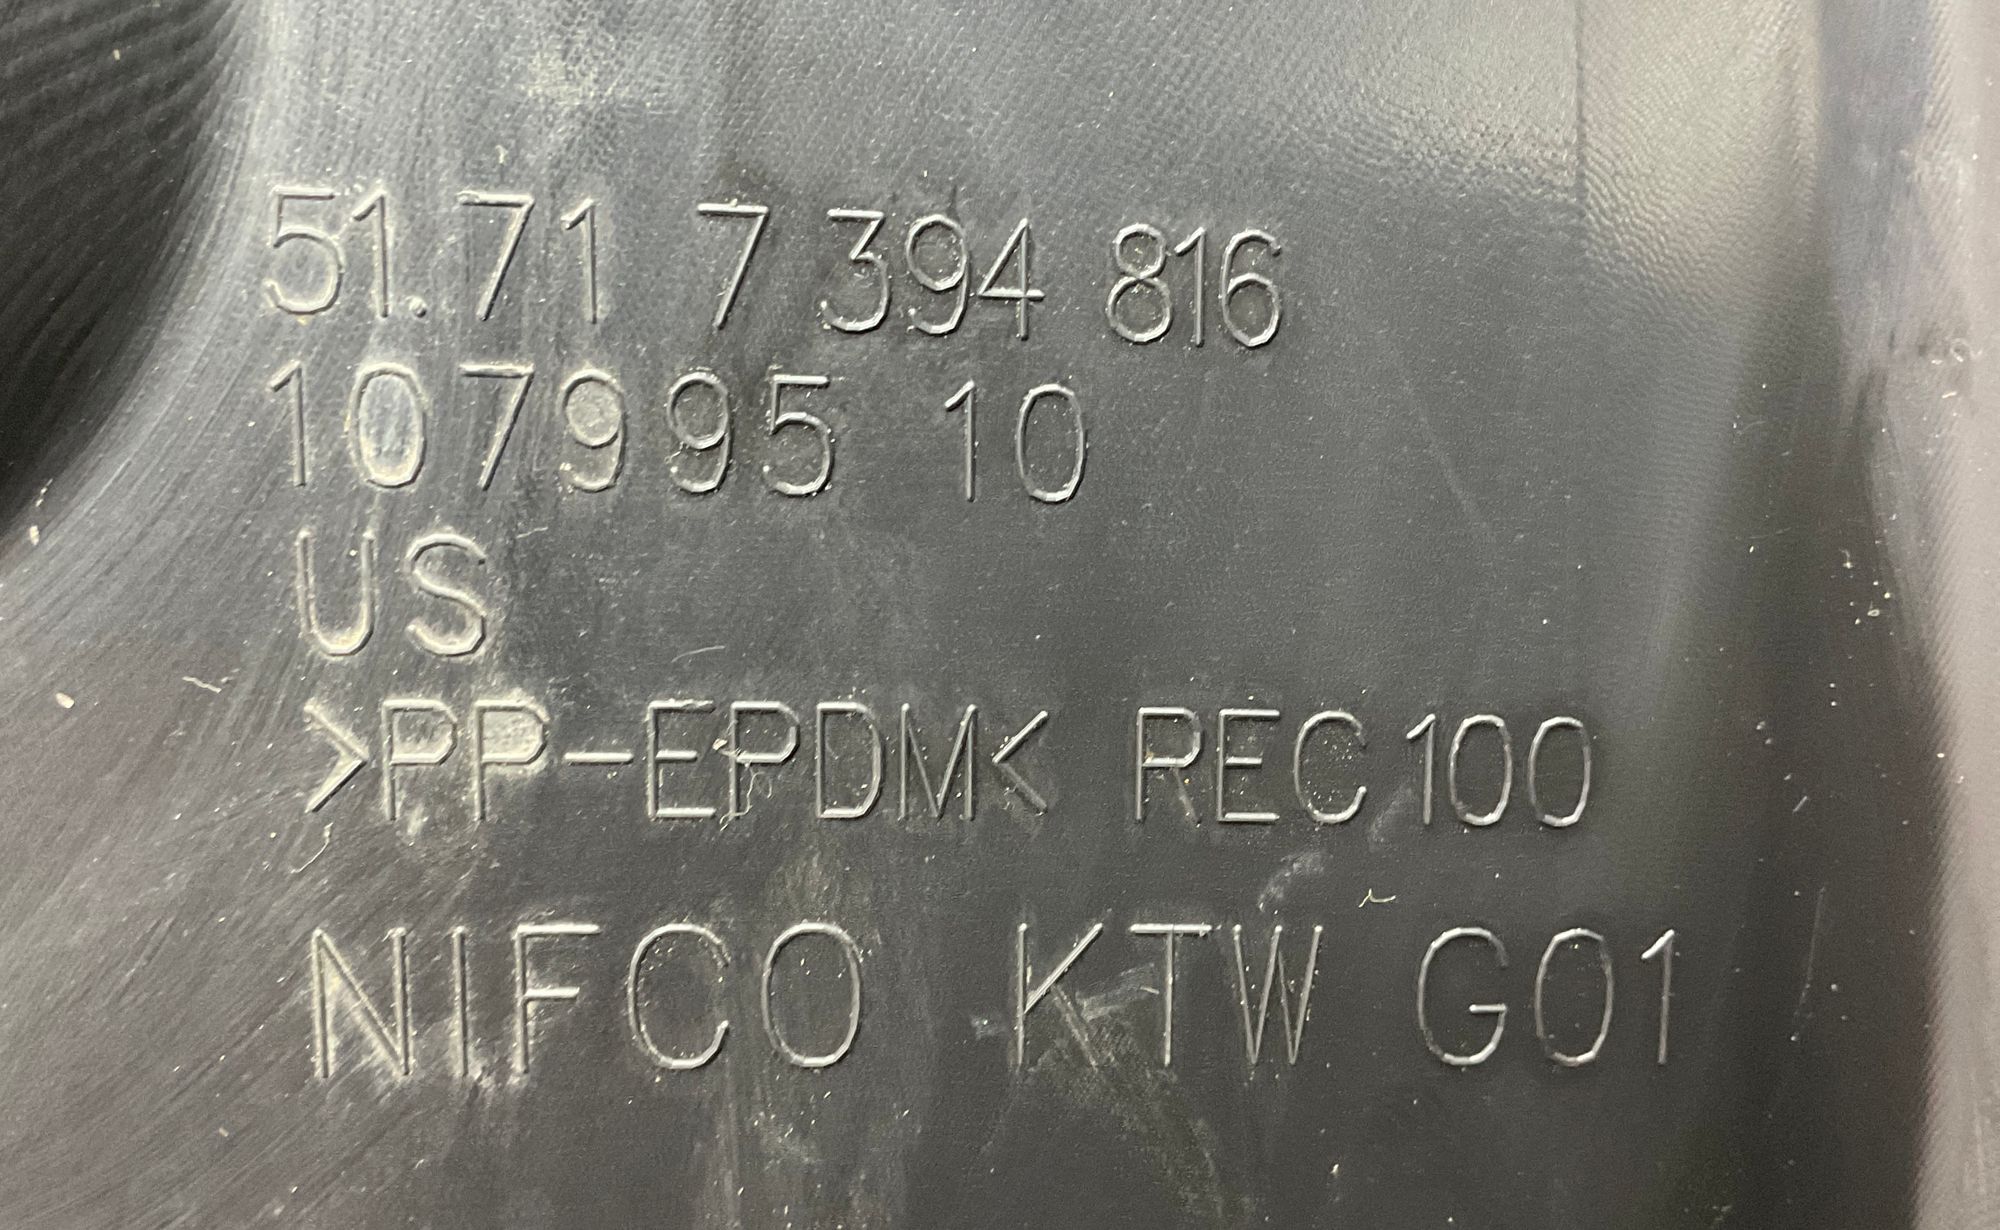 51.71 7 394 816
107995 10
US
>PP-EPDM< REC100
NIFCO KTW G01